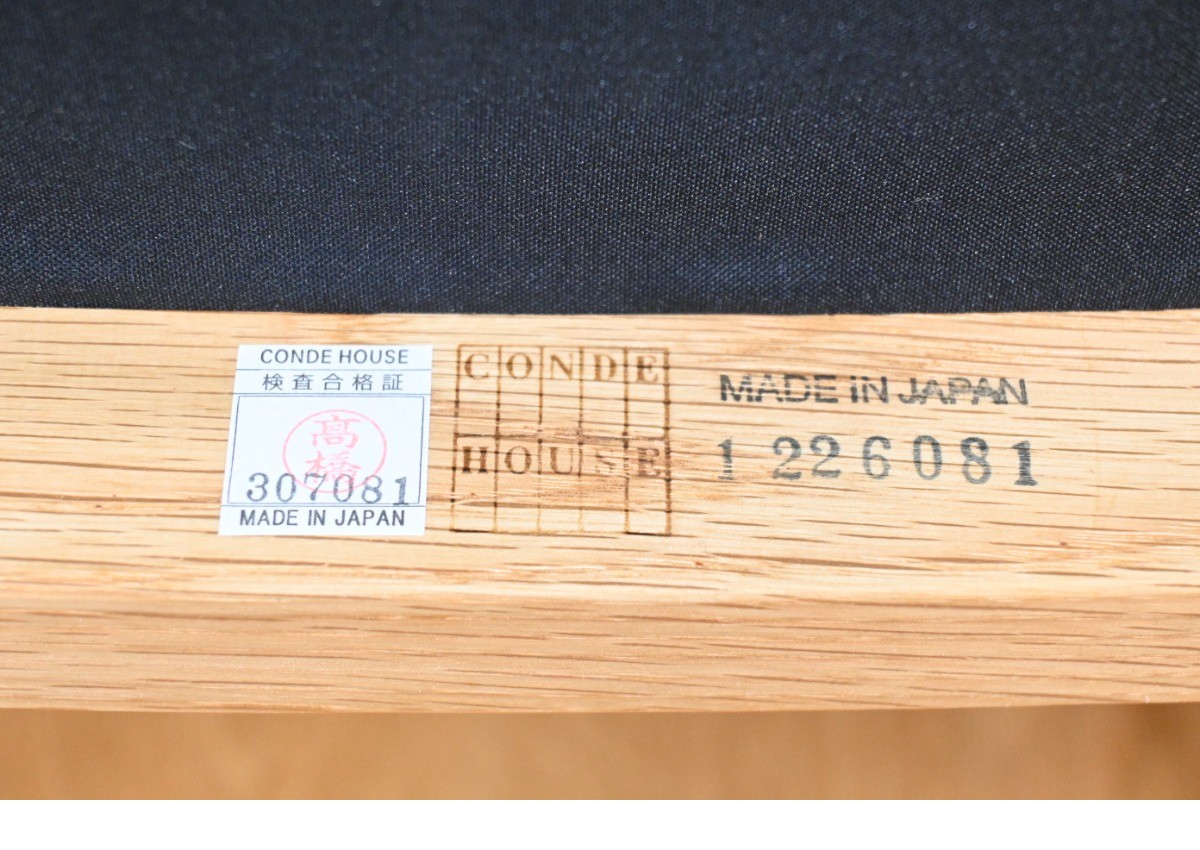 CONDE HOUSE
検査合格証
髙
橋
307081
MADE IN JAPAN
CONDE
HOUSE
MADE IN JAPAN
1 226081